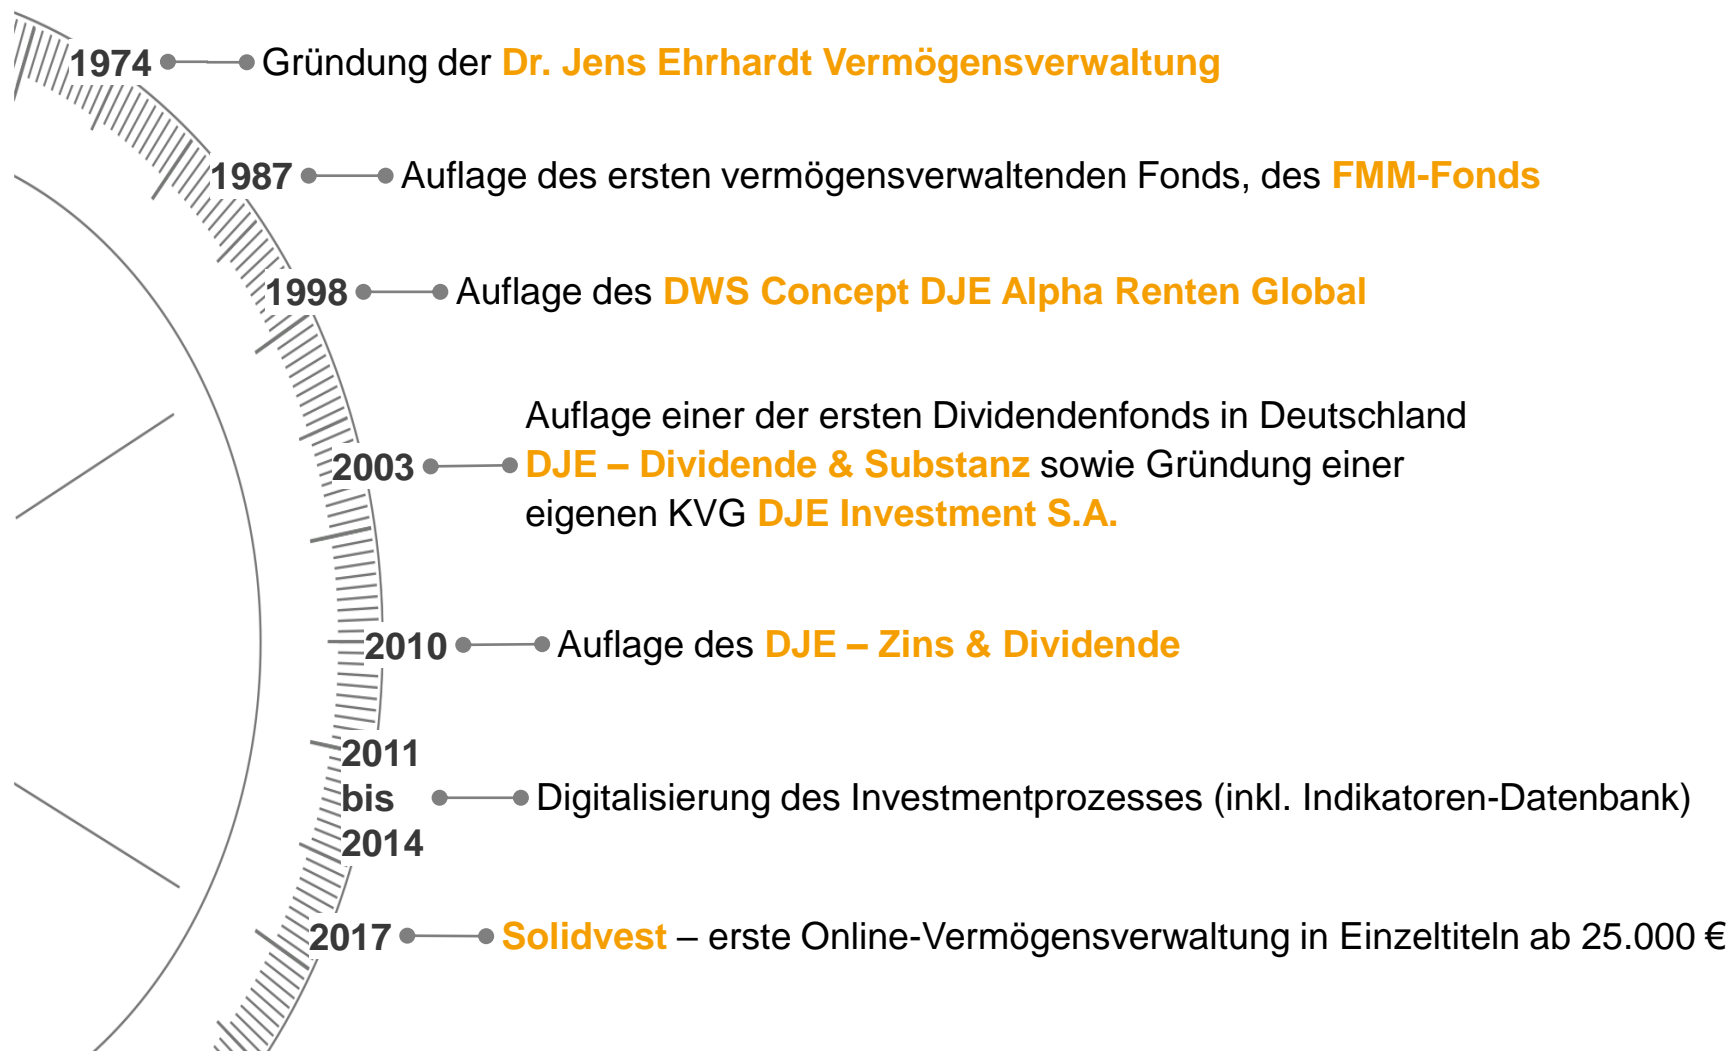 1974 Gründung der Dr. Jens Ehrhardt Vermögensverwaltung
1987 Auflage des ersten vermögensverwaltenden Fonds, des FMM-Fonds
1998 Auflage des DWS Concept DJE Alpha Renten Global
Auflage einer der ersten Dividendenfonds in Deutschland
2003 DJE – Dividende & Substanz sowie Gründung einer
eigenen KVG DJE Investment S.A.
2010 Auflage des DJE – Zins & Dividende
2011
bis Digitalisierung des Investmentprozesses (inkl. Indikatoren-Datenbank)
2014
2017 Solidvest – erste Online-Vermögensverwaltung in Einzeltiteln ab 25.000 €